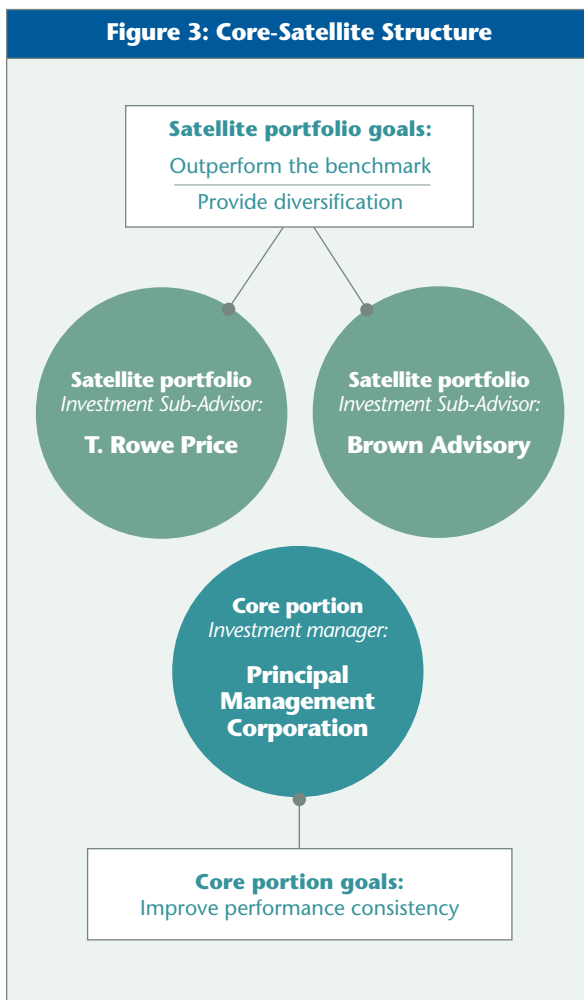 Figure 3: Core-Satellite Structure
Satellite portfolio goals:
Outperform the benchmark
Provide diversification
Satellite portfolio
Investment Sub-Advisor:
T. Rowe Price
Satellite portfolio
Investment Sub-Advisor:
Brown Advisory
Core portion
Investment manager:
Principal
Management
Corporation
Core portion goals:
Improve performance consistency